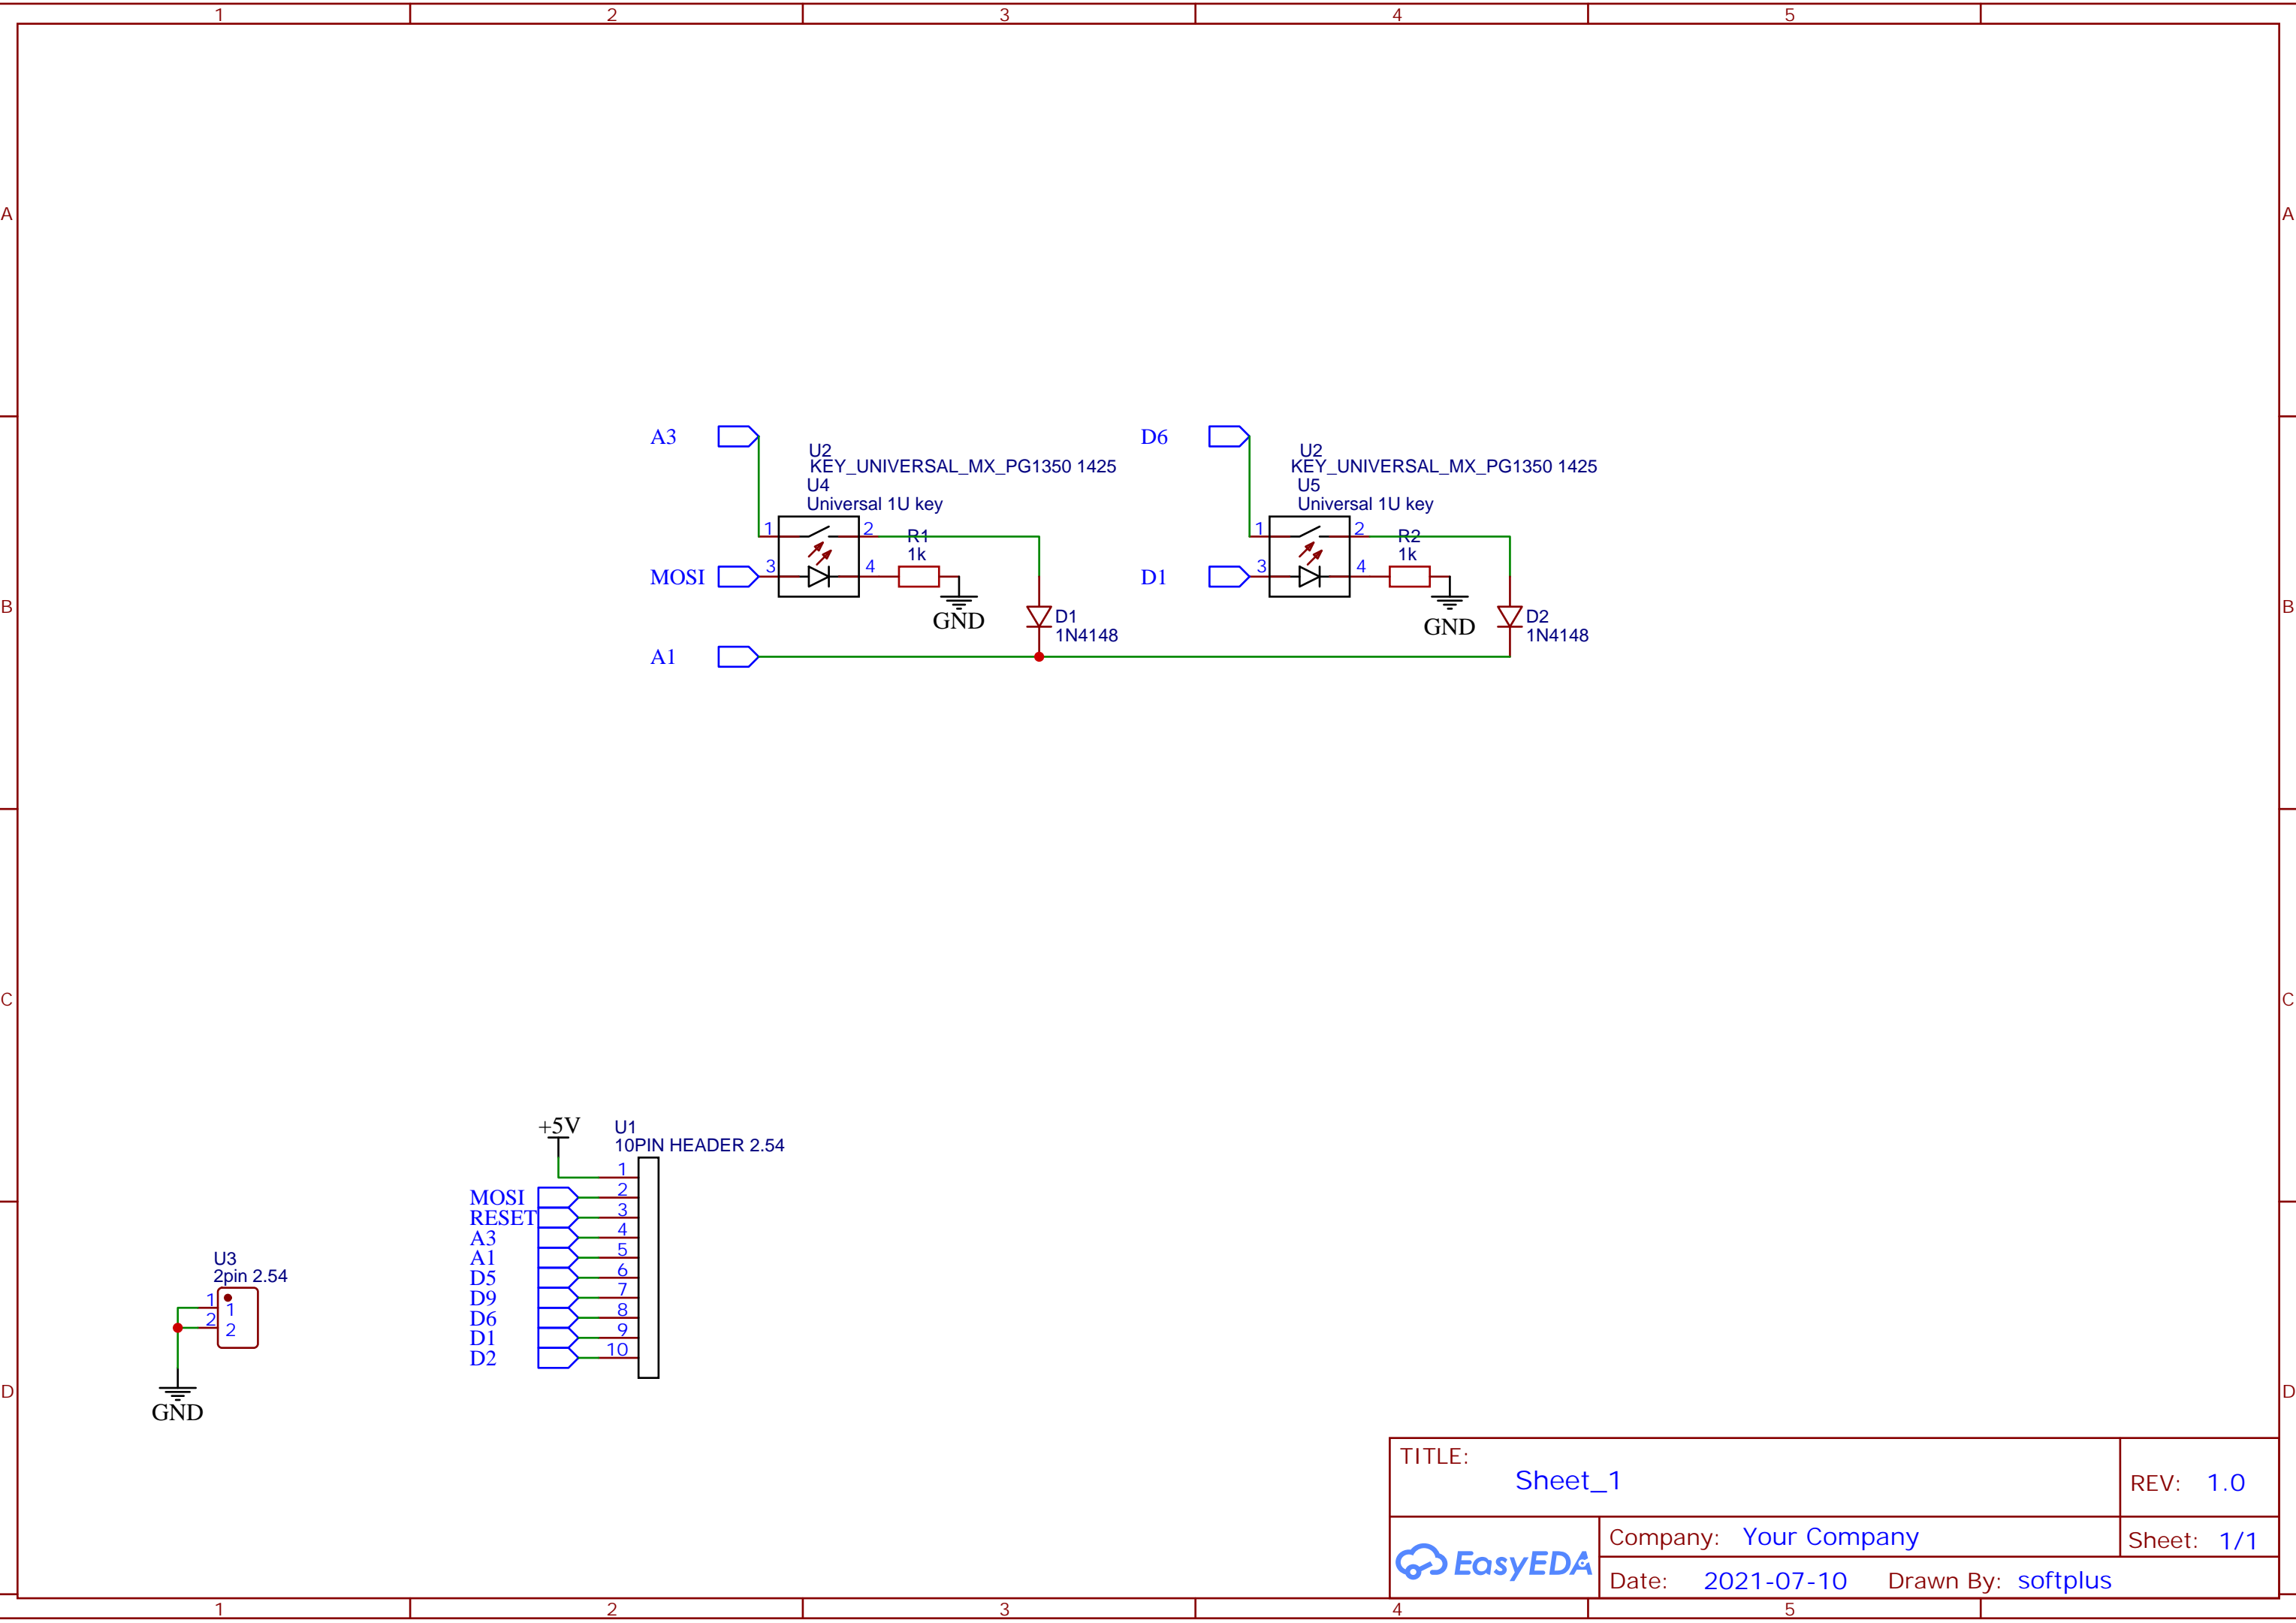 1 2 3 4 5
A A
A3 D6
U2 U2
KEY_UNIVERSAL_MX_PG1350 1425 KEY_UNIVERSAL_MX_PG1350 1425
U4 U5
Universal 1U key Universal 1U key
1 2 R1 1 2 R2
1k 1k
MOSI 3 4 D1 3 4
B B
GND D1 GND D2
1N4148 1N4148
A1
C C
+5V U1
10PIN HEADER 2.54
1
MOSI 2
RESET 3
A3 4
A1 5
D5 6
D9 7
D6 8
D1 9
D2 10
U3
2pin 2.54
1 1
2 2
D D
GND
TITLE:
Sheet_1
REV: 1.0
EasyEDA
Company: Your Company
Sheet: 1/1
Date: 2021-07-10 Drawn By: softplus
1 2 3 4 5